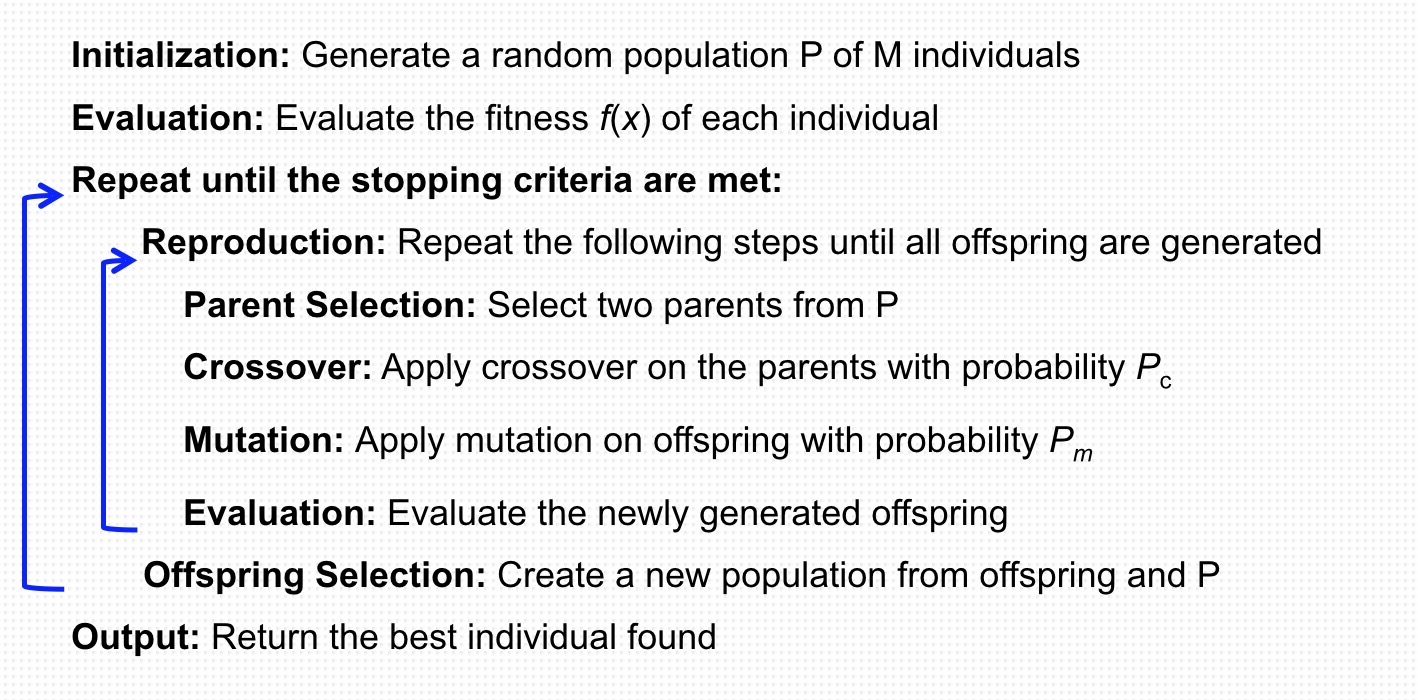 Initialization: Generate a random population P of M individuals
Evaluation: Evaluate the fitness f(x) of each individual
Repeat until the stopping criteria are met:
Reproduction: Repeat the following steps until all offspring are generated
Parent Selection: Select two parents from P
Crossover: Apply crossover on the parents with probability Pc
Mutation: Apply mutation on offspring with probability Pm
Evaluation: Evaluate the newly generated offspring
Offspring Selection: Create a new population from offspring and P
Output: Return the best individual found